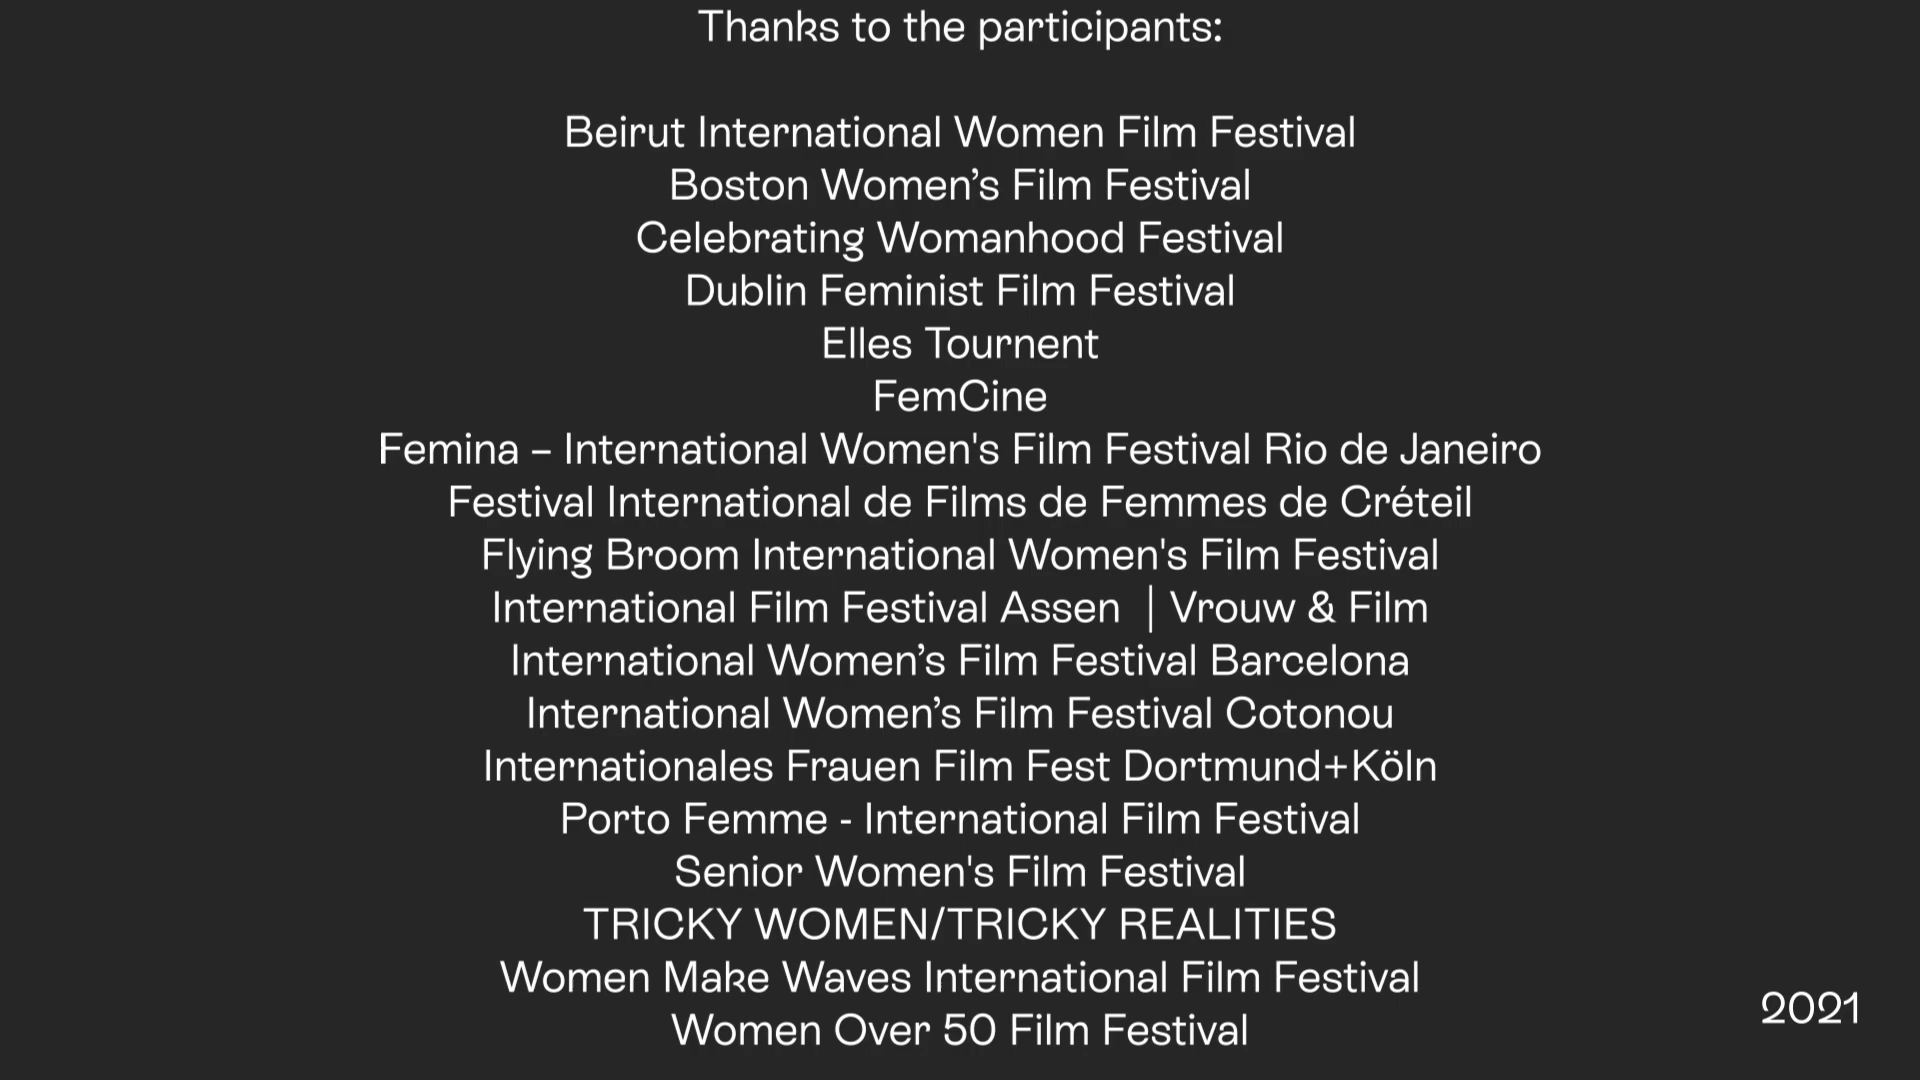 Thanks to the participants:
Beirut International Women Film Festival
Boston Women’s Film Festival
Celebrating Womanhood Festival
Dublin Feminist Film Festival
Elles Tournent
FemCine
Femina – International Women's Film Festival Rio de Janeiro
Festival International de Films de Femmes de Créteil
Flying Broom International Women's Film Festival
International Film Festival Assen | Vrouw & Film
International Women’s Film Festival Barcelona
International Women’s Film Festival Cotonou
Internationales Frauen Film Fest Dortmund+Köln
Porto Femme - International Film Festival
Senior Women's Film Festival
TRICKY WOMEN/TRICKY REALITIES
Women Make Waves International Film Festival
Women Over 50 Film Festival
2021